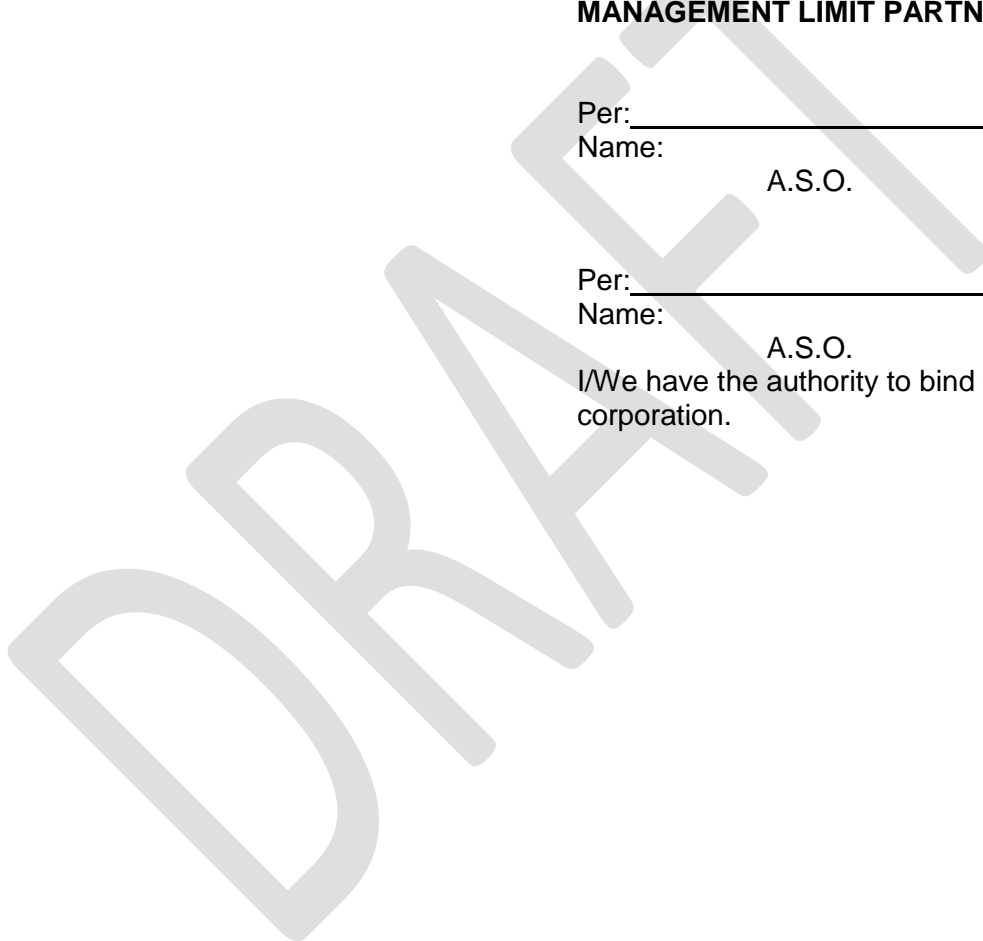 MANAGEMENT LIMIT PARTN
Per:
Name:
A.S.O.
Per:
Name:
A.S.O.
I/We have the authority to bind
corporation.
DRAFT